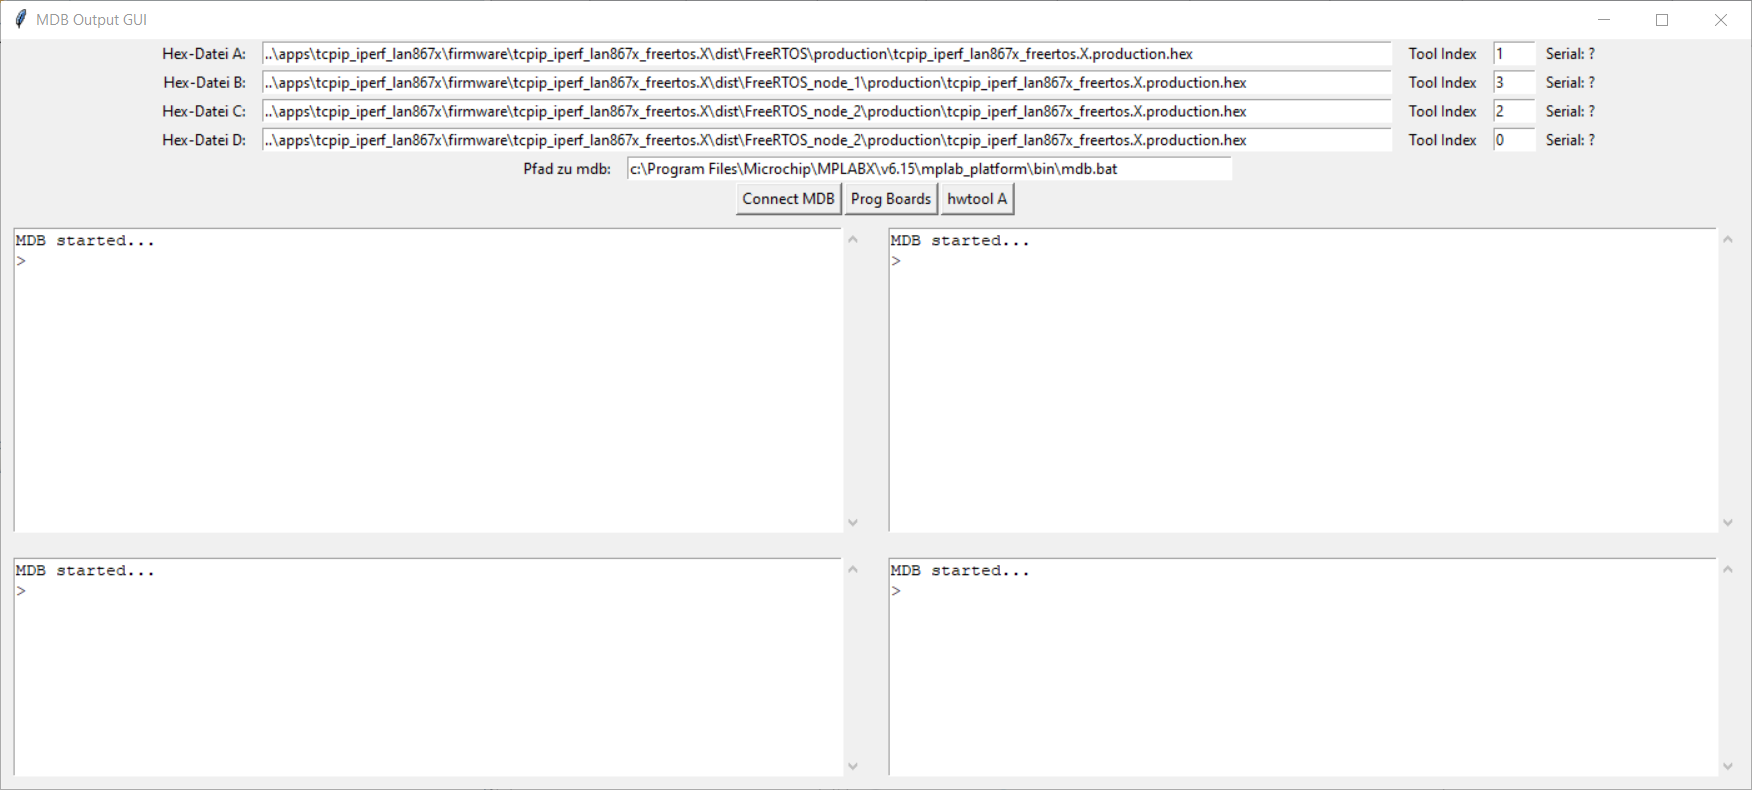 MDB Output GUI
Hex-Datei A: ..\apps\tcpip_iperf_lan867x\firmware\tcpip_iperf_lan867x_freertos.X\dist\FreeRTOS\production\tcpip_iperf_lan867x_freertos.X.production.hex Tool Index 1 Serial: ?
Hex-Datei B: ..\apps\tcpip_iperf_lan867x\firmware\tcpip_iperf_lan867x_freertos.X\dist\FreeRTOS_node_1\production\tcpip_iperf_lan867x_freertos.X.production.hex Tool Index 3 Serial: ?
Hex-Datei C: ..\apps\tcpip_iperf_lan867x\firmware\tcpip_iperf_lan867x_freertos.X\dist\FreeRTOS_node_2\production\tcpip_iperf_lan867x_freertos.X.production.hex Tool Index 2 Serial: ?
Hex-Datei D: ..\apps\tcpip_iperf_lan867x\firmware\tcpip_iperf_lan867x_freertos.X\dist\FreeRTOS_node_2\production\tcpip_iperf_lan867x_freertos.X.production.hex Tool Index 0 Serial: ?
Pfad zu mdb: c:\Program Files\Microchip\MPLABX\v6.15\mplab_platform\bin\mdb.bat
Connect MDB Prog Boards hwtool A
MDB started...
>
MDB started...
>
MDB started...
>
MDB started...
>